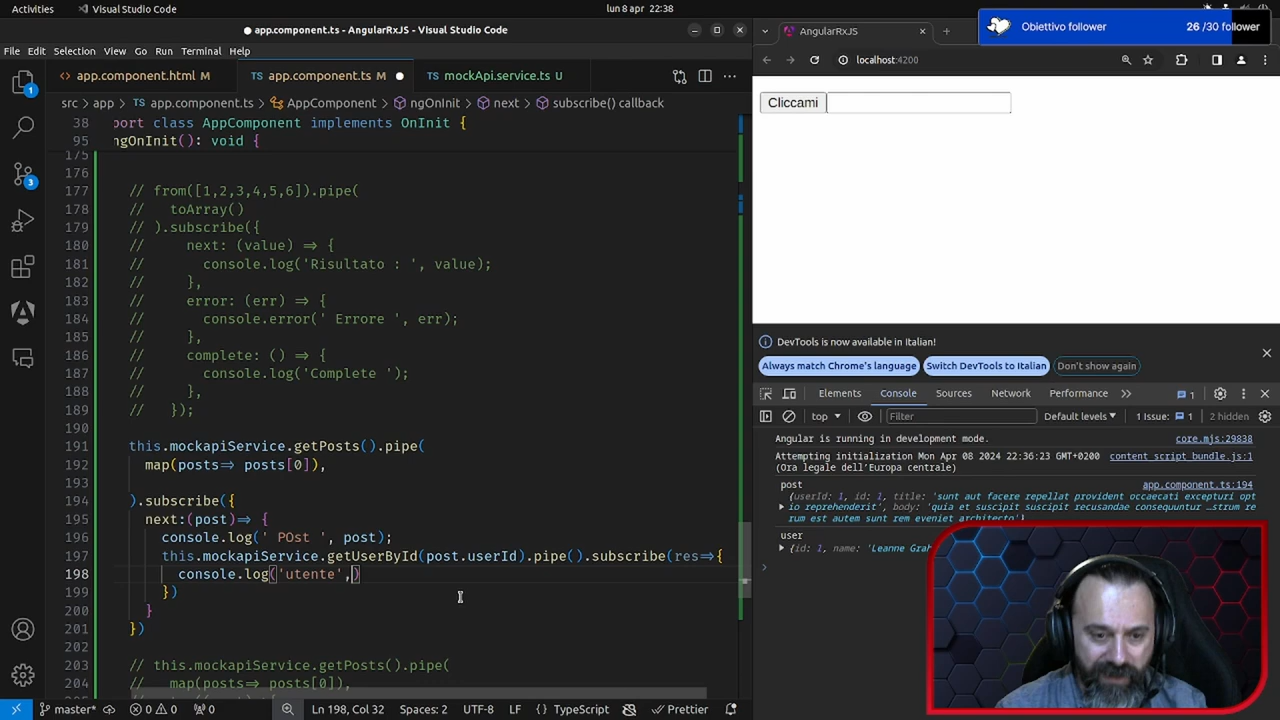 Activities
Visual Studio Code
lun 8 apr 22:38
Obiettivo follower
26 /30 follower
app.component.ts - AngularRxJS - Visual Studio Code
File Edit Selection View Go Run Terminal Help
app.component.html M
app.component.ts M
mockApi.service.ts U
src > app > TS app.component.ts > AppComponent > ngOnInit > next > subscribe() callback
38 port class AppComponent implements OnInit {
95 ngOnInit(): void {
175
176
177 // from([1,2,3,4,5,6]).pipe(
178 // toArray()
179 // ).subscribe({
180 // next: (value) => {
181 // console.log('Risultato : ', value);
182 // },
183 // error: (err) => {
184 // console.error(' Errore ', err);
185 // },
186 // complete: () => {
187 // console.log('Complete ');
188 // },
189 // });
190
191 this.mockapiService.getPosts().pipe(
192 map(posts=> posts[0]),
193
194 ).subscribe({
195 next:(post)=> {
196 console.log( ' POst ', post);
197 this.mockapiService.getUserById(post.userId).pipe().subscribe(res=>{
198 console.log('utente',)
199 })
200 }
201 })
202
203 // this.mockapiService.getPosts().pipe(
204 // map(posts=> posts[0]),
master*
0 0
0
Ln 198, Col 32
Spaces: 2
UTF-8
LF
TypeScript
Prettier
1
3
AngularRxJS
localhost:4200
Cliccami
DevTools is now available in Italian!
Always match Chrome's language
Switch DevTools to Italian
Don't show again
Elements Console Sources Network Performance
1
top
Filter
Default levels
1 Issue: 1
2 hidden
Angular is running in development mode. core.mjs:29838
Attempting initialization Mon Apr 08 2024 22:36:23 GMT+0200 content script bundle.js:1
(Ora legale dell'Europa centrale)
post app.component.ts:194
{userId: 1, id: 1, title: 'sunt aut facere repellat provident occaecati excepturi opt
io reprehenderit', body: 'quia et suscipit suscipit recusandae consequuntur …strum re
rum est autem sunt rem eveniet architecto'}
user
{id: 1, name: 'Leanne Gra